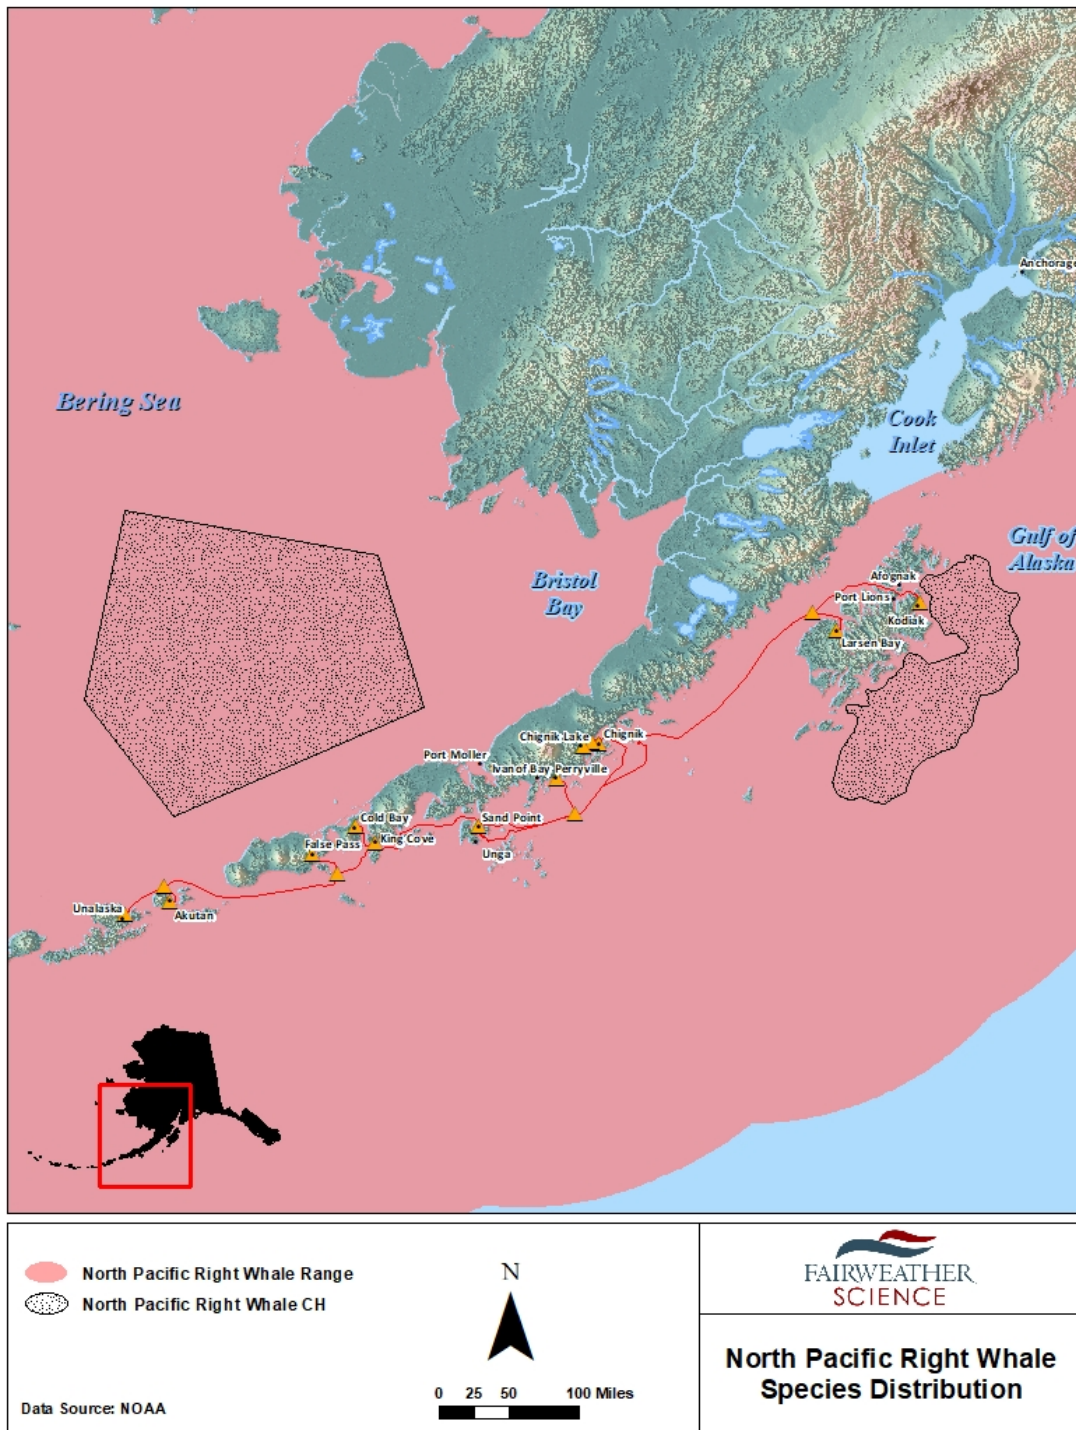 Anchorage
Bering Sea
Cook
Inlet
Gulf of
Alaska
Bristol
Bay
Afognak
Port Lions
Kodiak
Larsen Bay
Chignik Lake
Chignik
Port Moller
Ivanof Bay
Perryville
Cold Bay
Sand Point
King Cove
False Pass
Unga
Unalaska
Akutan
North Pacific Right Whale Range
North Pacific Right Whale CH
N
0 25 50 100 Miles
Data Source: NOAA
FAIRWEATHER
SCIENCE
North Pacific Right Whale
Species Distribution